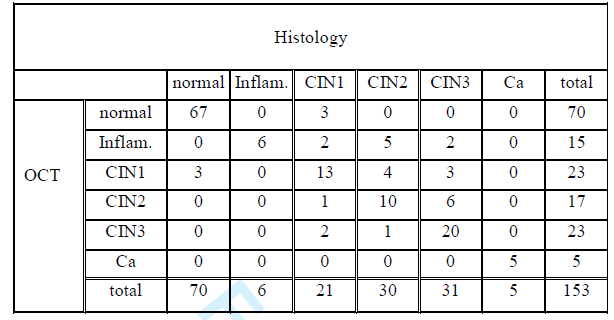 Histology
normal Inflam. CIN1 CIN2 CIN3 Ca total
normal 67 0 3 0 0 0 70
Inflam. 0 6 2 5 2 0 15
OCT CIN1 3 0 13 4 3 0 23
CIN2 0 0 1 10 6 0 17
CIN3 0 0 2 1 20 0 23
Ca 0 0 0 0 0 5 5
total 70 6 21 30 31 5 153